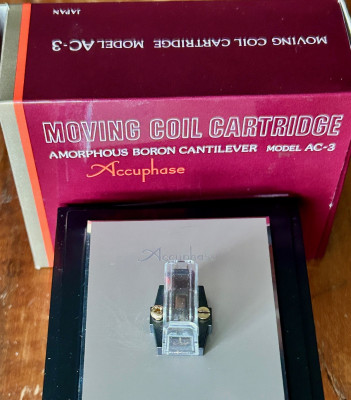 MOVING COIL CARTRIDGE MODEL AC-3
JAPAN
MOVING COIL CARTRIDGE
AMORPHOUS BORON CANTILEVER MODEL AC-3
Accuphase
Accuphase